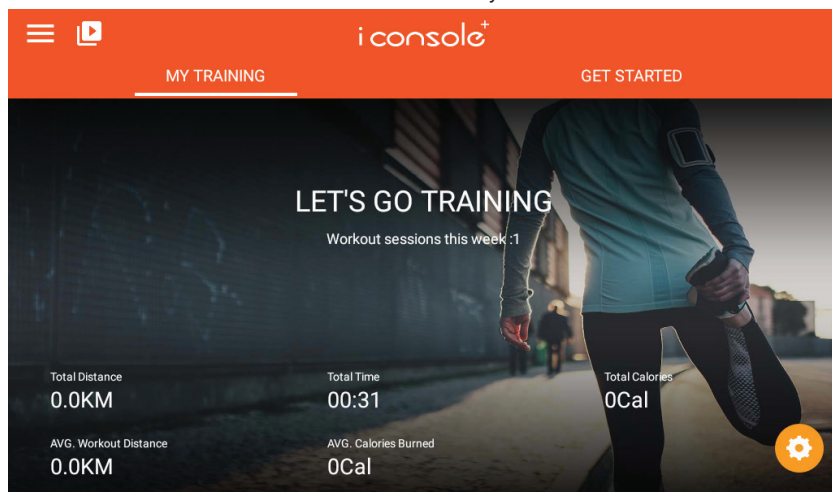 i console+
MY TRAINING
GET STARTED
LET'S GO TRAINING
Workout sessions this week :1
Total Distance
0.0KM
Total Time
00:31
Total Calories
0Cal
AVG. Workout Distance
0.0KM
AVG. Calories Burned
0Cal